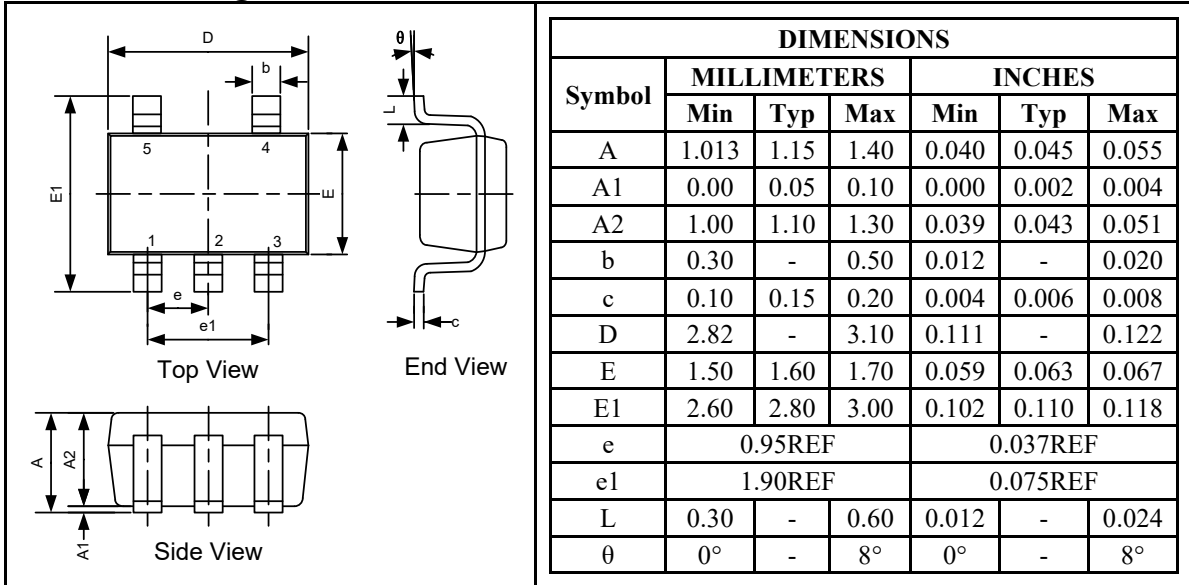 D
b
θ
L
5 4
E1
E
1 2 3
e
e1
c
Top View
End View
A
A2
A1
Side View
DIMENSIONS
Symbol MILLIMETERS INCHES
Min Typ Max Min Typ Max
A 1.013 1.15 1.40 0.040 0.045 0.055
A1 0.00 0.05 0.10 0.000 0.002 0.004
A2 1.00 1.10 1.30 0.039 0.043 0.051
b 0.30 - 0.50 0.012 - 0.020
c 0.10 0.15 0.20 0.004 0.006 0.008
D 2.82 - 3.10 0.111 - 0.122
E 1.50 1.60 1.70 0.059 0.063 0.067
E1 2.60 2.80 3.00 0.102 0.110 0.118
e 0.95REF 0.037REF
e1 1.90REF 0.075REF
L 0.30 - 0.60 0.012 - 0.024
θ 0° - 8° 0° - 8°